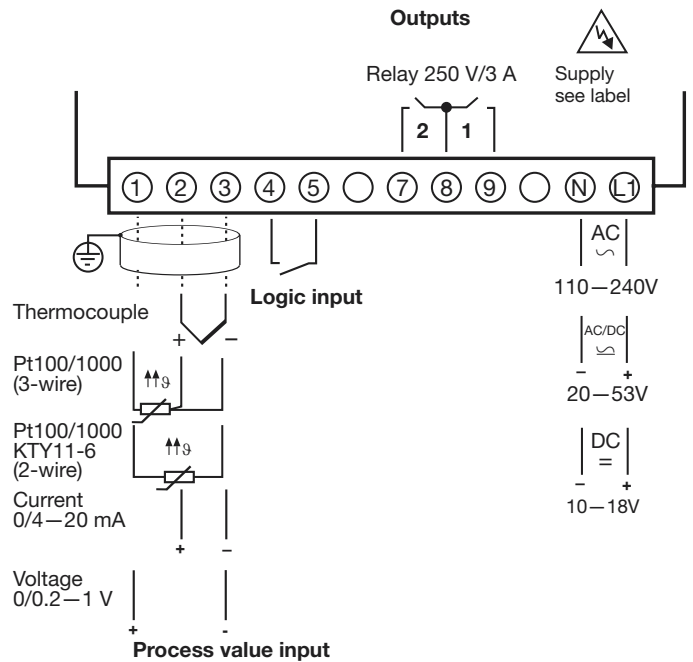 Outputs
Relay 250 V/3 A
Supply
see label
2 1
1 2 3 4 5 7 8 9 N L1
AC
110—240V
Logic input
Thermocouple
+ −
AC/DC
− +
20—53V
Pt100/1000
(3-wire)
ϑ
Pt100/1000
KTY11-6
(2-wire)
ϑ
DC
=
− +
10—18V
Current
0/4—20 mA
+ −
Voltage
0/0.2—1 V
+ -
Process value input